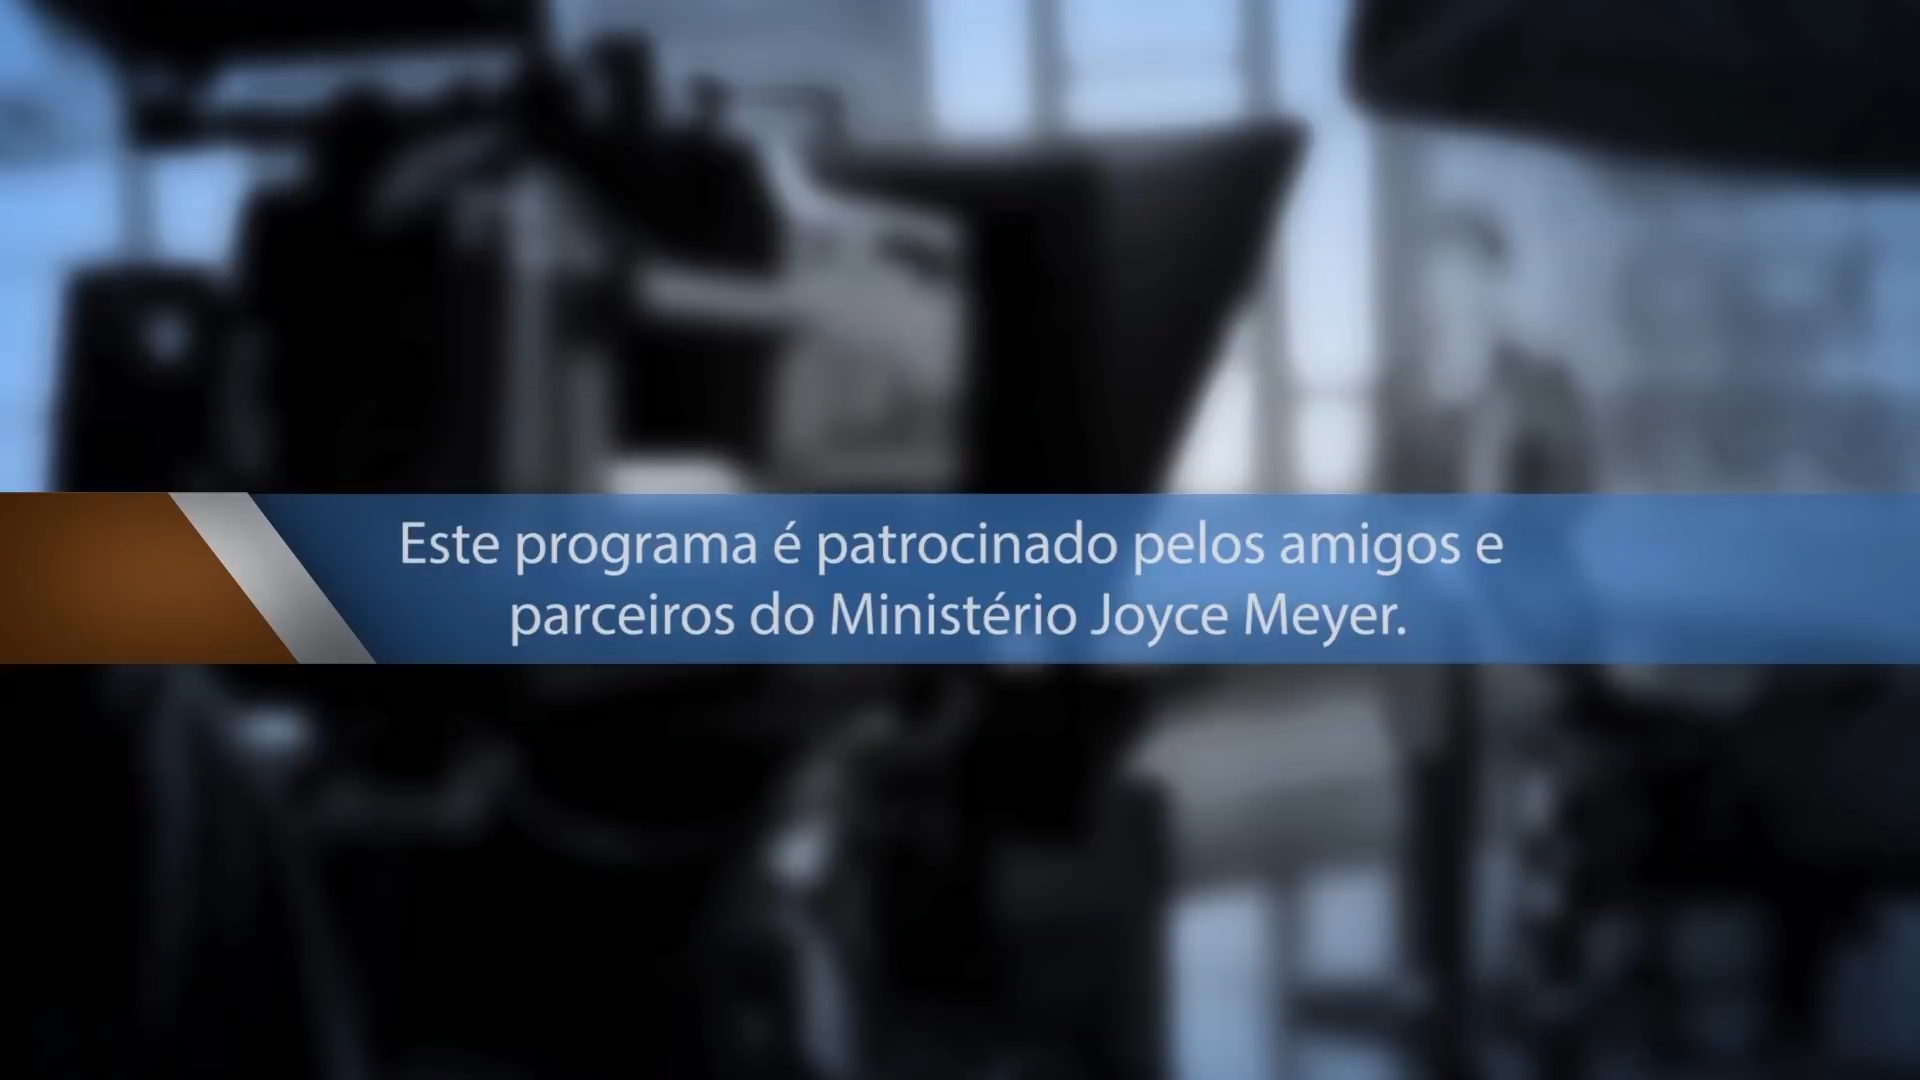 Este programa é patrocinado pelos amigos e
parceiros do Ministério Joyce Meyer.